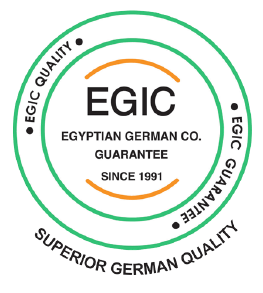 • EGIC QUALITY •
EGIC
EGYPTIAN GERMAN CO.
GUARANTEE
SINCE 1991
• EGIC GUARANTEE •
SUPERIOR GERMAN QUALITY